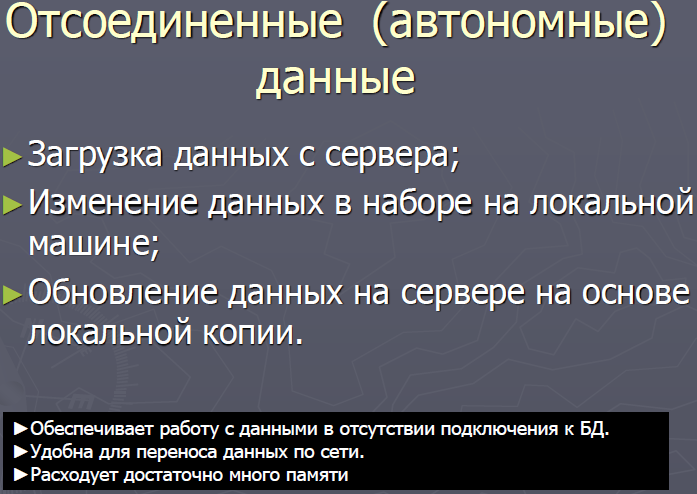 Отсоединенные (автономные)
данные
►Загрузка данных с сервера;
►Изменение данных в наборе на локальной
машине;
►Обновление данных на сервере на основе
локальной копии.
►Обеспечивает работу с данными в отсутствии подключения к БД.
►Удобна для переноса данных по сети.
►Расходует достаточно много памяти